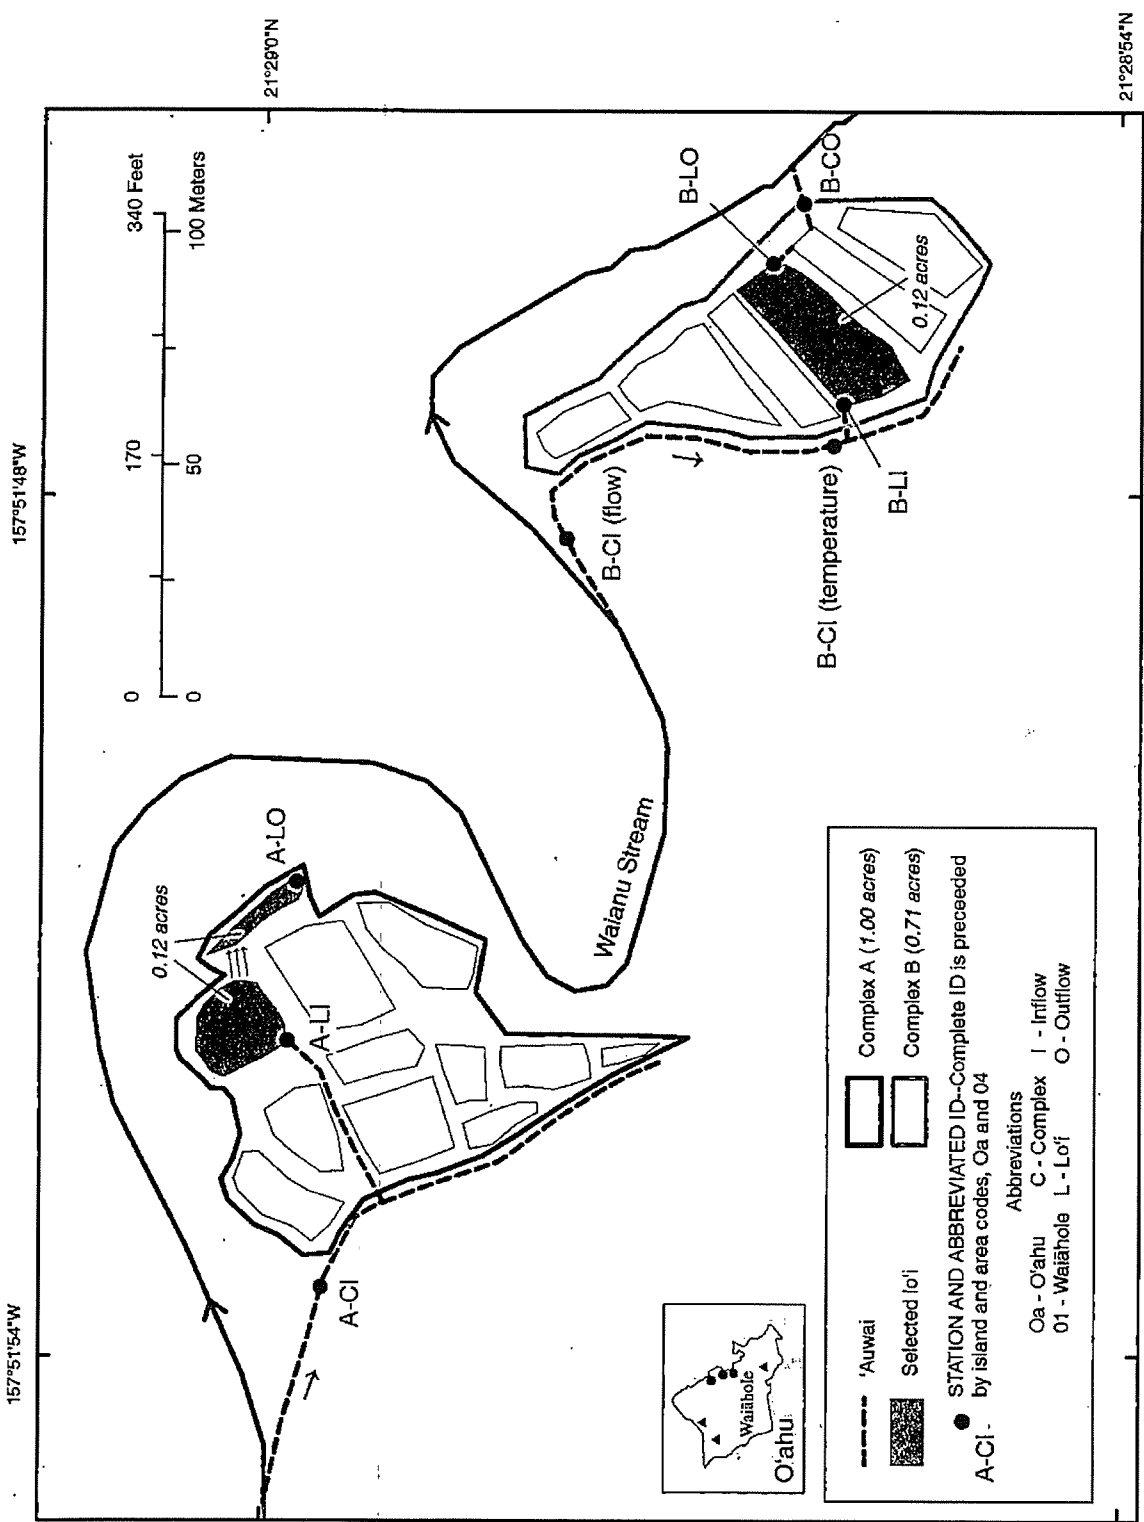 157°51'54"W
157°51'48"W
21°29'0"N
21°28'54"N
0 170 340 Feet
0 50 100 Meters
0.12 acres
A-LO
A-LI
A-CI
Waianu Stream
B-CI (flow)
B-CI (temperature)
B-LI
B-LO
B-CO
0.12 acres
Waiāhole
O'ahu
'Auwai
Selected lo'i
Complex A (1.00 acres)
Complex B (0.71 acres)
A-CI - STATION AND ABBREVIATED ID--Complete ID is preceeded
by island and area codes, Oa and 04
Abbreviations
Oa - O'ahu C - Complex I - Inflow
01 - Waiāhole L - Lo'i O - Outflow